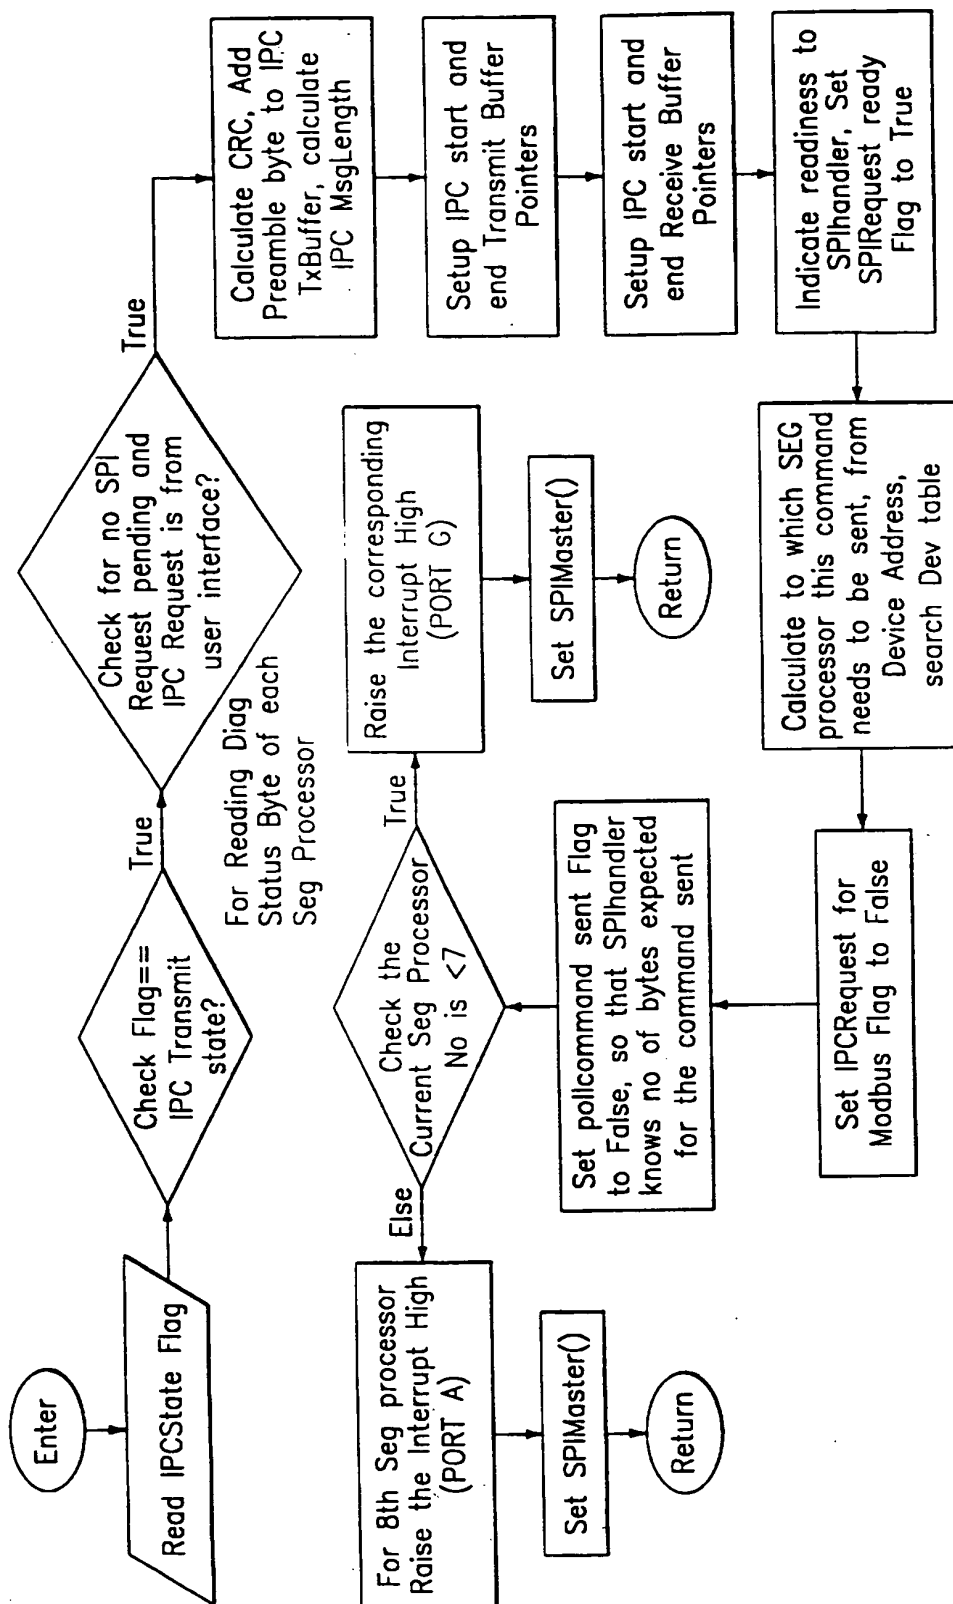 Enter
Read IPCState Flag
Check Flag==
IPC Transmit
state?
True
Check for no SPI
Request pending and
IPC Request is from
user interface?
True
For Reading Diag
Status Byte of each
Seg Processor
Calculate CRC, Add
Preamble byte to IPC
TxBuffer, calculate
IPC MsgLength
Setup IPC start and
end Transmit Buffer
Pointers
Setup IPC start and
end Receive Buffer
Pointers
Indicate readiness to
SPIhandler, Set
SPIRequest ready
Flag to True
Calculate to which SEG
processor this command
needs to be sent, from
Device Address,
search Dev table
Set IPCRequest for
Modbus Flag to False
Set pollcommand sent Flag
to False, so that SPIhandler
knows no of bytes expected
for the command sent
Check the
Current Seg Processor
No is <7
True
Raise the corresponding
Interrupt High
(PORT G)
Set SPIMaster()
Return
Else
For 8th Seg processor
Raise the Interrupt High
(PORT A)
Set SPIMaster()
Return